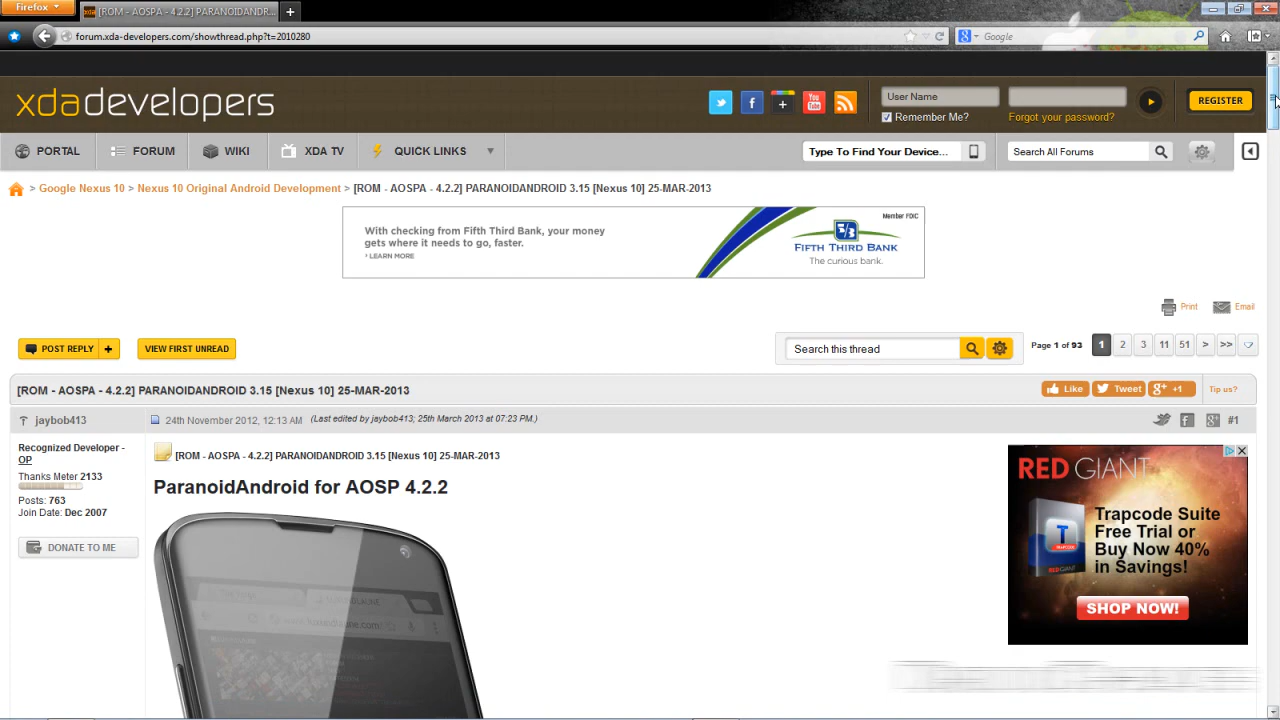 Firefox
[ROM - AOSPA - 4.2.2] PARANOIDANDR...
forum.xda-developers.com/showthread.php?t=2010280
Google
xdadevelopers
User Name
Remember Me?
Forgot your password?
REGISTER
PORTAL
FORUM
WIKI
XDA TV
QUICK LINKS
Type To Find Your Device...
Search All Forums
> Google Nexus 10 > Nexus 10 Original Android Development > [ROM - AOSPA - 4.2.2] PARANOIDANDROID 3.15 [Nexus 10] 25-MAR-2013
With checking from Fifth Third Bank, your money
gets where it needs to go, faster.
› LEARN MORE
Member FDIC
5/3
FIFTH THIRD BANK
The curious bank.
Print
Email
POST REPLY +
VIEW FIRST UNREAD
Search this thread
Page 1 of 93
1 2 3 11 51 > >>
[ROM - AOSPA - 4.2.2] PARANOIDANDROID 3.15 [Nexus 10] 25-MAR-2013
Like
Tweet
g+ +1
Tip us?
jaybob413
24th November 2012, 12:13 AM (Last edited by jaybob413; 25th March 2013 at 07:23 PM.)
#1
Recognized Developer -
OP
Thanks Meter 2133
Posts: 763
Join Date: Dec 2007
DONATE TO ME
[ROM - AOSPA - 4.2.2] PARANOIDANDROID 3.15 [Nexus 10] 25-MAR-2013
ParanoidAndroid for AOSP 4.2.2
RED GIANT
Trapcode Suite
Free Trial or
Buy Now 40%
in Savings!
SHOP NOW!